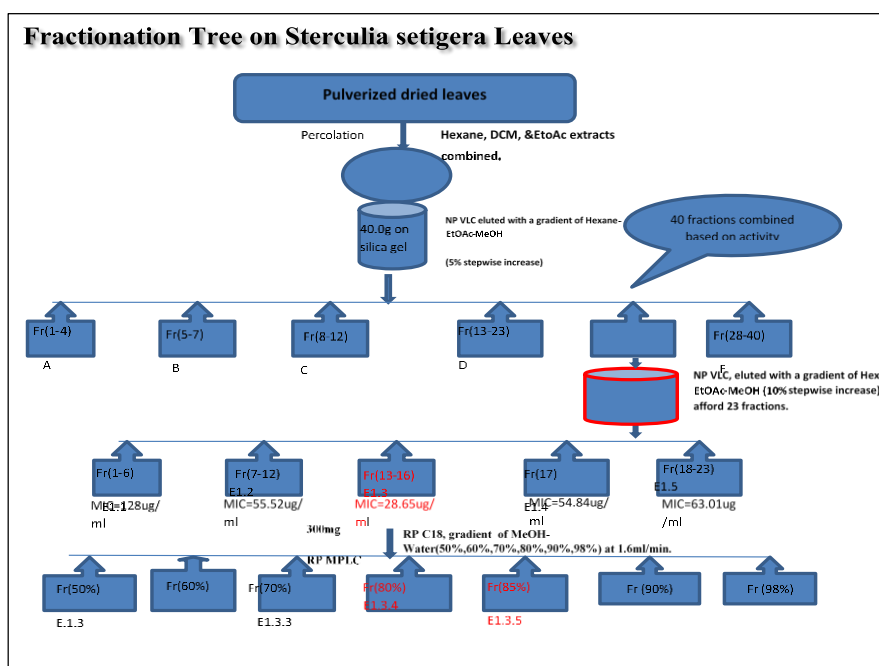 Fractionation Tree on Sterculia setigera Leaves
Pulverized dried leaves
Percolation
Hexane, DCM, &EtoAc extracts
combined.
40.0g on
silica gel
NP VLC eluted with a gradient of Hexane-
EtOAc-MeOH
(5% stepwise increase)
40 fractions combined
based on activity
Fr(1-4)
A
Fr(5-7)
B
Fr(8-12)
C
Fr(13-23)
D
Fr(28-40)
NP VLC, eluted with a gradient of Hex
EtOAc-MeOH (10% stepwise increase)
afford 23 fractions.
Fr(1-6)
E1.1
ml
Fr(7-12)
E1.2
MIC=55.52ug/
ml
Fr(13-16)
E1.3
MIC=28.65ug/
ml
Fr(17)
E1.4
MIC=54.84ug/
ml
Fr(18-23)
E1.5
MIC=63.01ug
/ml
300mg
RP MPLC
RP C18, gradient of MeOH-
Water(50%,60%,70%,80%,90%,98%) at 1.6ml/min.
Fr(50%)
E.1.3
Fr(60%)
Fr(70%)
E1.3.3
Fr(80%)
E1.3.4
Fr(85%)
E1.3.5
Fr (90%)
Fr (98%)